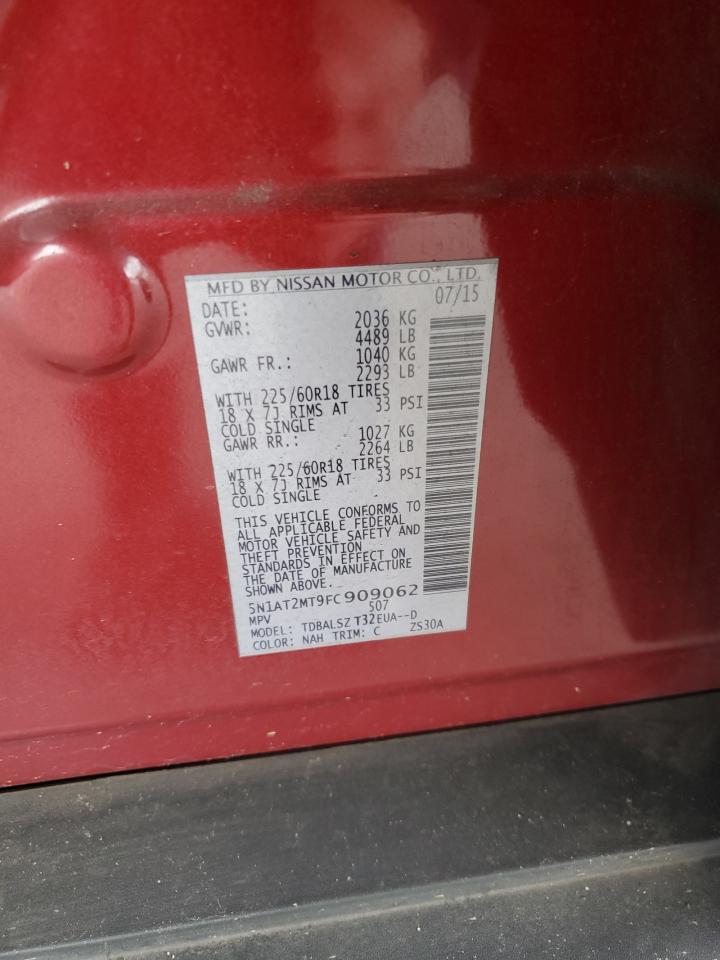 MFD BY NISSAN MOTOR CO., LTD.
DATE: 07/15
GVWR: 2036 KG
4489 LB
GAWR FR.: 1040 KG
2293 LB
WITH 225/60R18 TIRES
18 X 7J RIMS AT 33 PSI
COLD SINGLE
GAWR RR.: 1027 KG
2264 LB
WITH 225/60R18 TIRES
18 X 7J RIMS AT 33 PSI
COLD SINGLE
THIS VEHICLE CONFORMS TO
ALL APPLICABLE FEDERAL
MOTOR VEHICLE SAFETY AND
THEFT PREVENTION
STANDARDS IN EFFECT ON
THE DATE OF MANUFACTURE
SHOWN ABOVE.
5N1AT2MT9FC909062
MPV 507
MODEL: TDBALSZ T32EUA--D
COLOR: NAH TRIM: C ZS30A